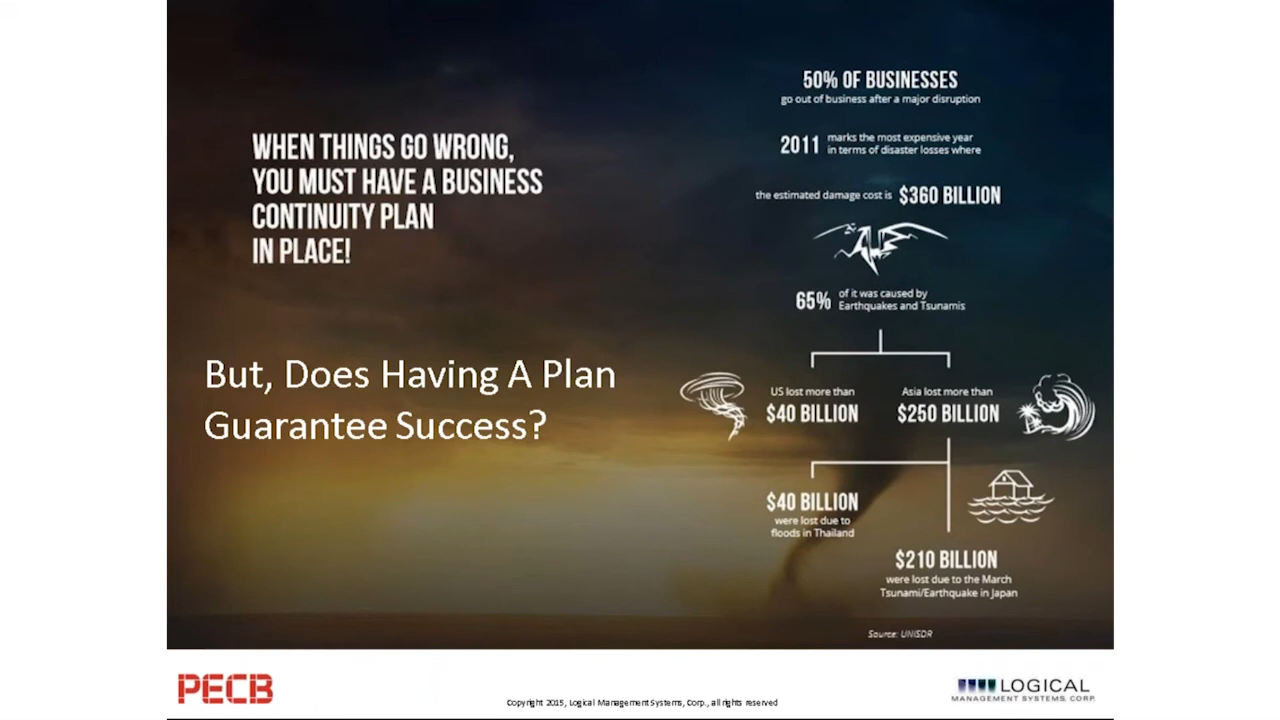 WHEN THINGS GO WRONG,
YOU MUST HAVE A BUSINESS
CONTINUITY PLAN
IN PLACE!
But, Does Having A Plan
Guarantee Success?
50% OF BUSINESSES
go out of business after a major disruption
2011 marks the most expensive year
in terms of disaster losses where
the estimated damage cost is $360 BILLION
65% of it was caused by
Earthquakes and Tsunamis
US lost more than
$40 BILLION
Asia lost more than
$250 BILLION
$40 BILLION
were lost due to
floods in Thailand
$210 BILLION
were lost due to the March
Tsunami/Earthquake in Japan
Source: UNISDR
PECB
Copyright 2015, Logical Management Systems, Corp., all rights reserved
LOGICAL
MANAGEMENT SYSTEMS, CORP.